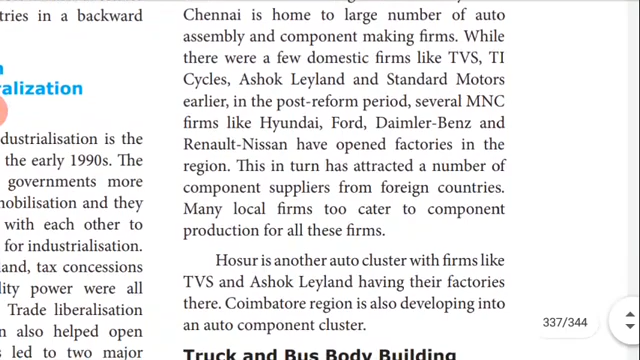 tries in a backward
alization
dustrialisation is the
the early 1990s. The
governments more
mobilisation and they
with each other to
for industrialisation.
land, tax concessions
lity power were all
Trade liberalisation
n also helped open
s led to two major
Chennai is home to large number of auto
assembly and component making firms. While
there were a few domestic firms like TVS, TI
Cycles, Ashok Leyland and Standard Motors
earlier, in the post-reform period, several MNC
firms like Hyundai, Ford, Daimler-Benz and
Renault-Nissan have opened factories in the
region. This in turn has attracted a number of
component suppliers from foreign countries.
Many local firms too cater to component
production for all these firms.
Hosur is another auto cluster with firms like
TVS and Ashok Leyland having their factories
there. Coimbatore region is also developing into
an auto component cluster.
Truck and Bus Body Building
337/344